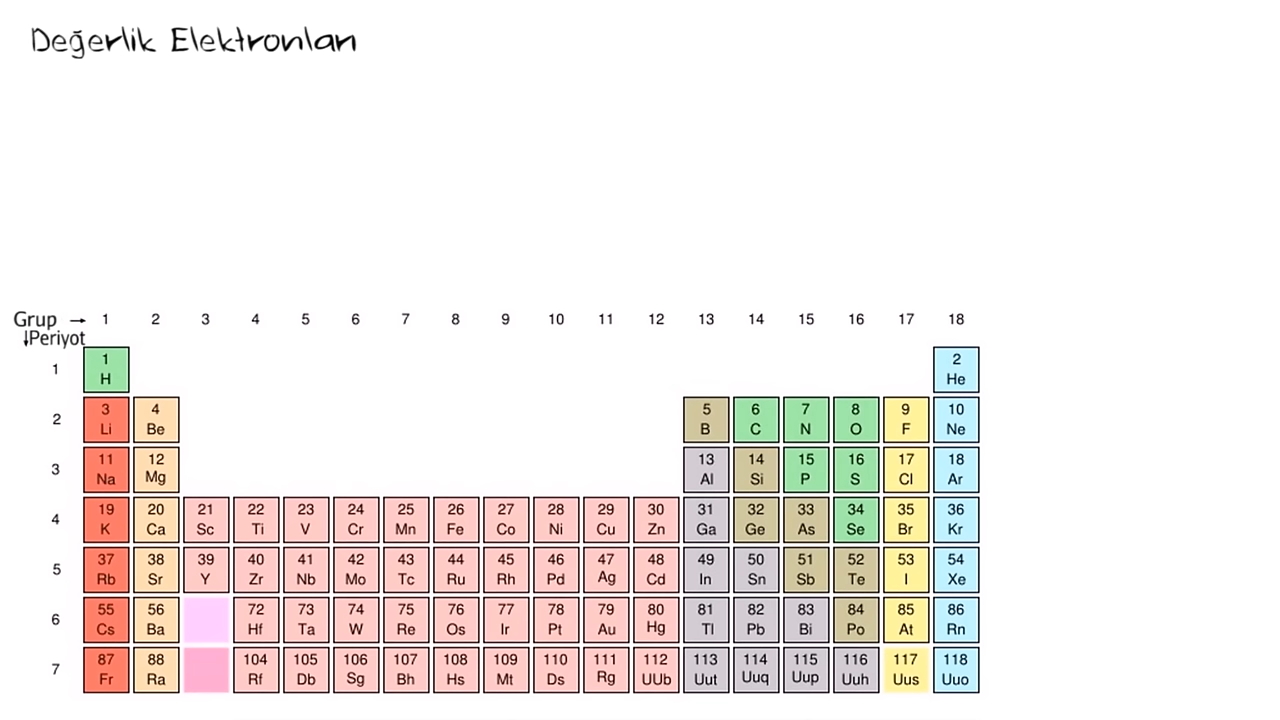 Değerlik Elektronları
Grup → 1 2 3 4 5 6 7 8 9 10 11 12 13 14 15 16 17 18
↓Periyot
1 1 H 2 He
2 3 Li 4 Be 5 B 6 C 7 N 8 O 9 F 10 Ne
3 11 Na 12 Mg 13 Al 14 Si 15 P 16 S 17 Cl 18 Ar
4 19 K 20 Ca 21 Sc 22 Ti 23 V 24 Cr 25 Mn 26 Fe 27 Co 28 Ni 29 Cu 30 Zn 31 Ga 32 Ge 33 As 34 Se 35 Br 36 Kr
5 37 Rb 38 Sr 39 Y 40 Zr 41 Nb 42 Mo 43 Tc 44 Ru 45 Rh 46 Pd 47 Ag 48 Cd 49 In 50 Sn 51 Sb 52 Te 53 I 54 Xe
6 55 Cs 56 Ba 72 Hf 73 Ta 74 W 75 Re 76 Os 77 Ir 78 Pt 79 Au 80 Hg 81 Tl 82 Pb 83 Bi 84 Po 85 At 86 Rn
7 87 Fr 88 Ra 104 Rf 105 Db 106 Sg 107 Bh 108 Hs 109 Mt 110 Ds 111 Rg 112 UUb 113 Uut 114 Uuq 115 Uup 116 Uuh 117 Uus 118 Uuo